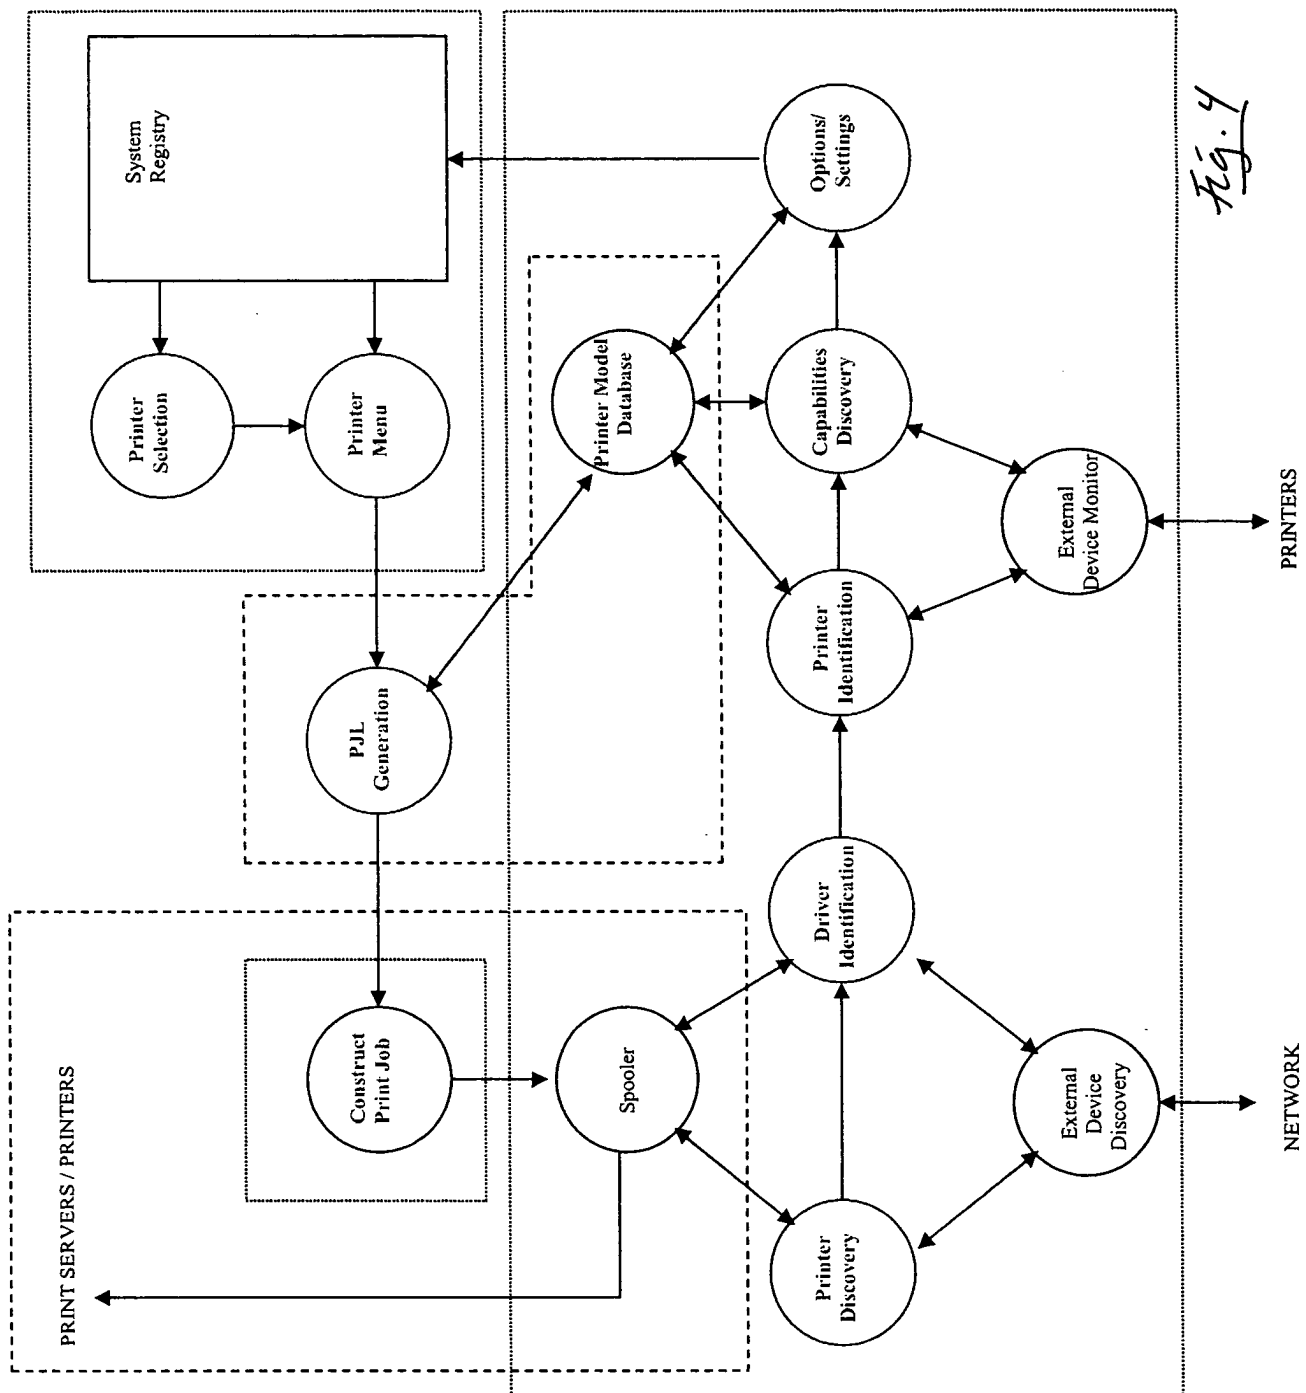 PRINT SERVERS / PRINTERS
Construct
Print Job
PJL
Generation
Printer
Selection
Printer
Menu
System
Registry
Spooler
Printer Model
Database
Printer
Discovery
Driver
Identification
Printer
Identification
Capabilities
Discovery
Options/
Settings
External
Device
Discovery
External
Device Monitor
NETWORK
PRINTERS
Fig. 4